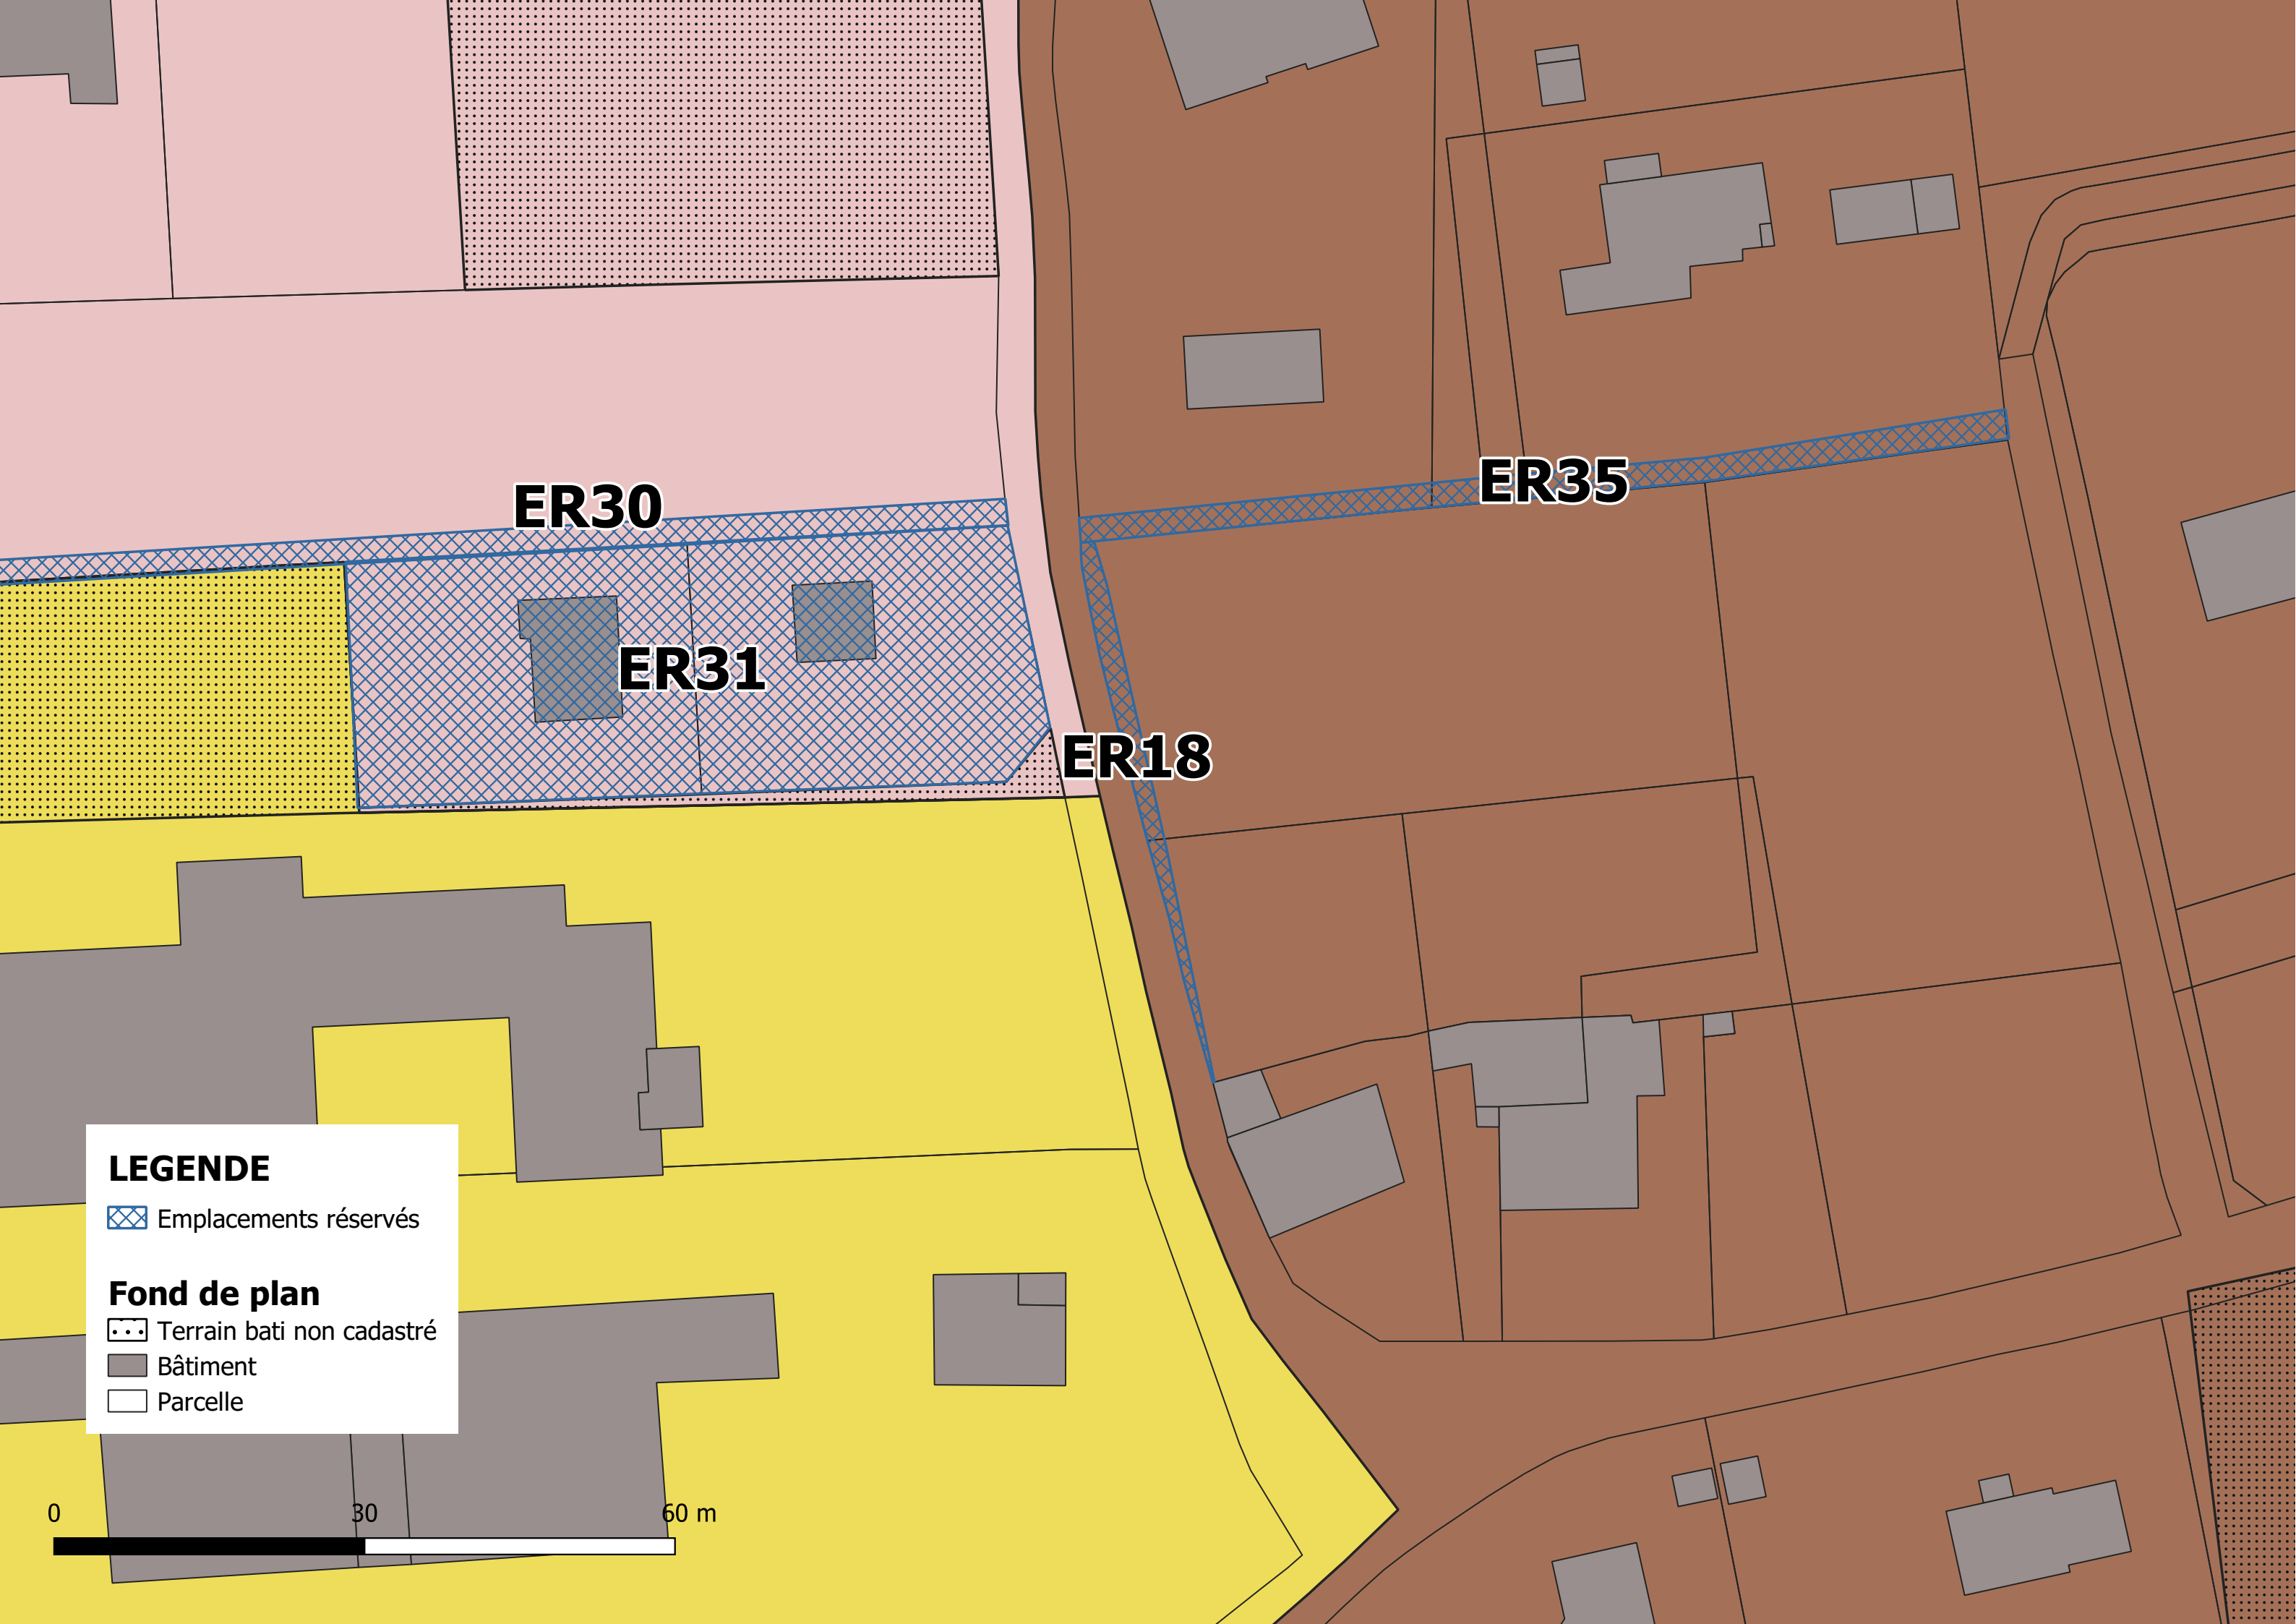 ER35
ER30
ER31
ER18
LEGENDE
Emplacements réservés
Fond de plan
Terrain bati non cadastré
Bâtiment
Parcelle
0 30 60 m